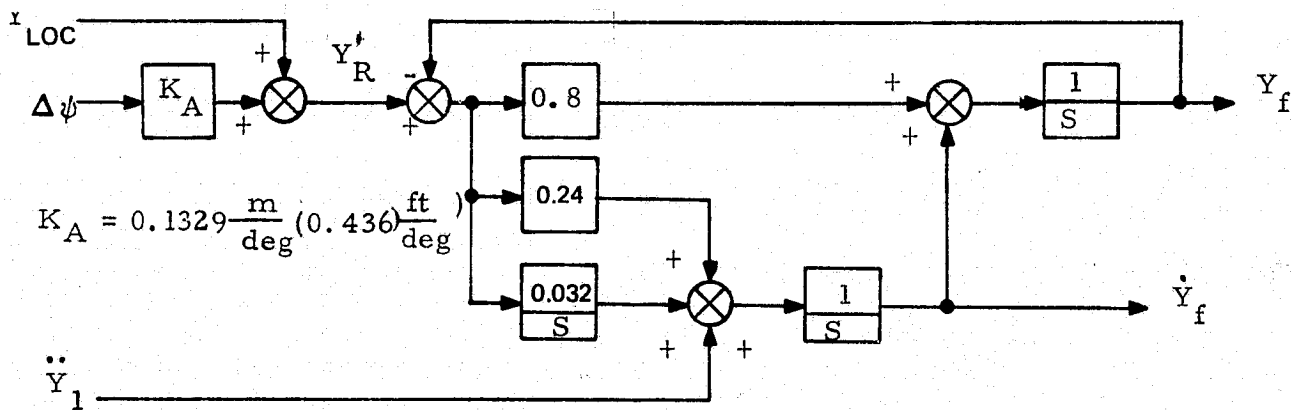 Y LOC
Δψ
K_A
+
+
Y'_R
-
+
0.8
+
+
1
S
Y_f
0.24
K_A = 0.1329 m/deg (0.436) ft/deg )
+
0.032
S
+
+
1
S
Ẏ_f
Ÿ_1